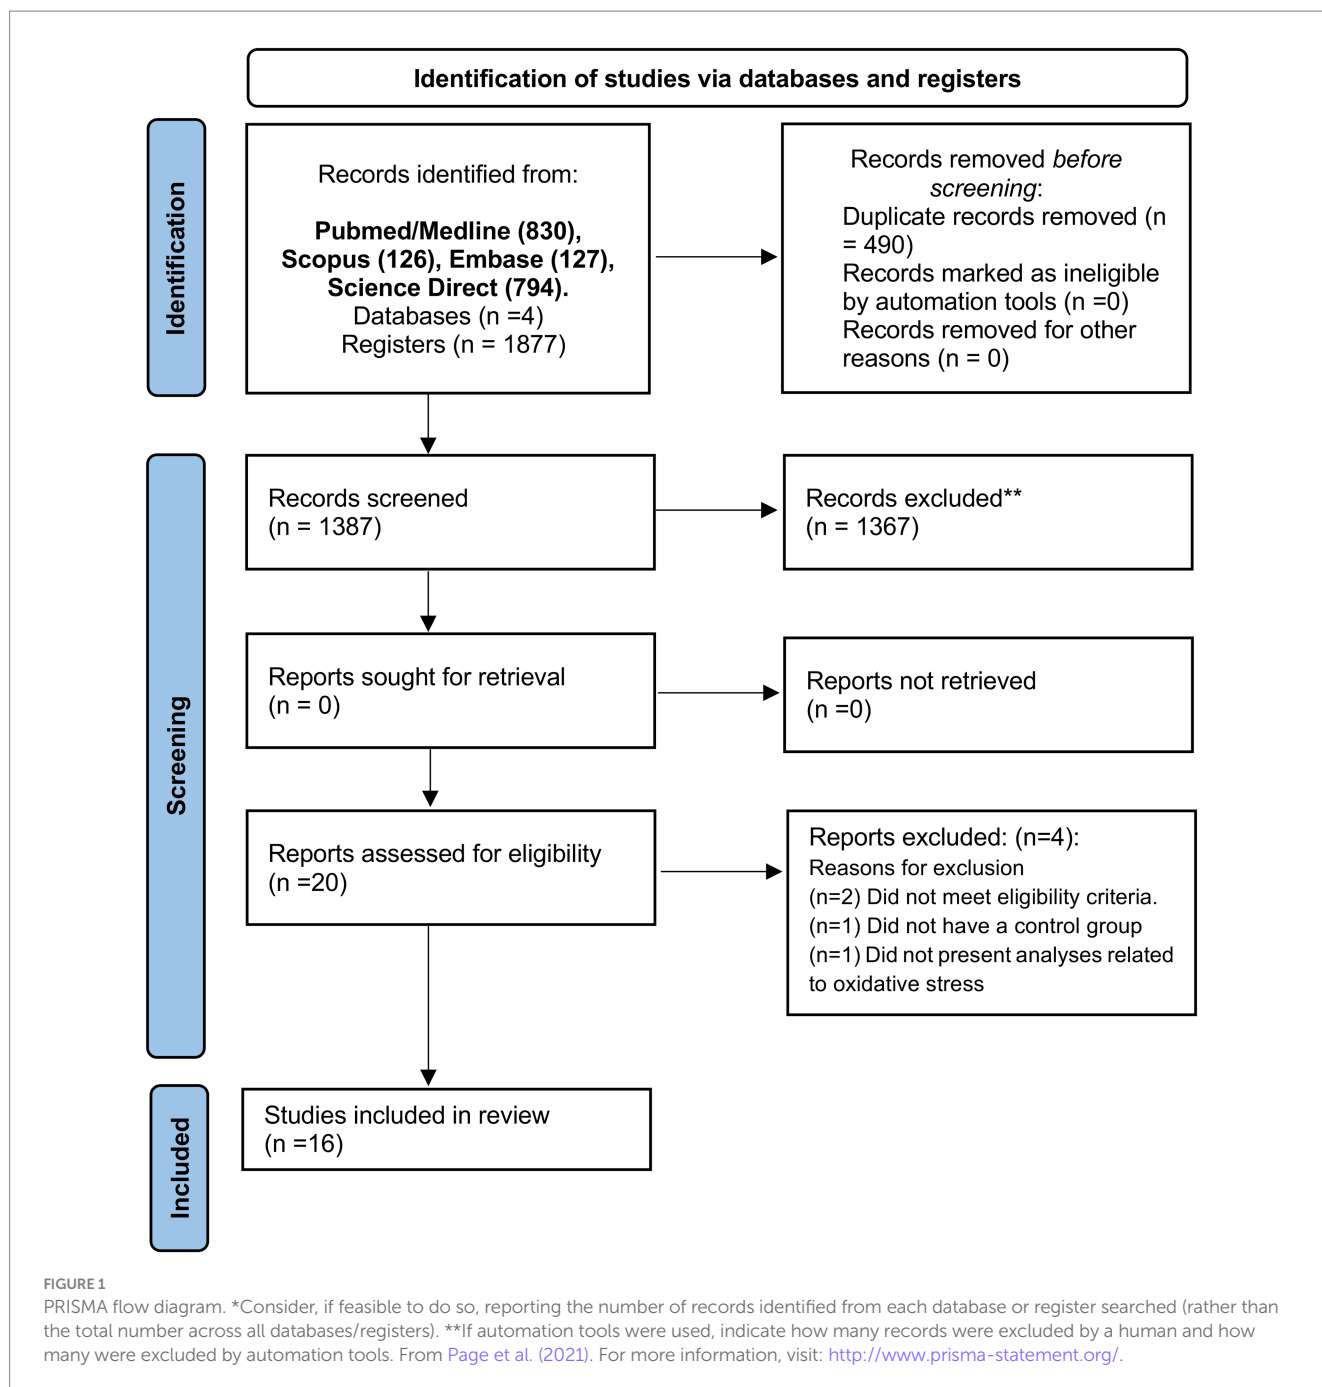 Identification of studies via databases and registers
Identification
Records identified from:
Pubmed/Medline (830),
Scopus (126), Embase (127),
Science Direct (794).
Databases (n =4)
Registers (n = 1877)
Records removed before
screening:
Duplicate records removed (n
= 490)
Records marked as ineligible
by automation tools (n =0)
Records removed for other
reasons (n = 0)
Screening
Records screened
(n = 1387)
Records excluded**
(n = 1367)
Reports sought for retrieval
(n = 0)
Reports not retrieved
(n =0)
Reports assessed for eligibility
(n =20)
Reports excluded: (n=4):
Reasons for exclusion
(n=2) Did not meet eligibility criteria.
(n=1) Did not have a control group
(n=1) Did not present analyses related
to oxidative stress
Included
Studies included in review
(n =16)
FIGURE 1
PRISMA flow diagram. *Consider, if feasible to do so, reporting the number of records identified from each database or register searched (rather than
the total number across all databases/registers). **If automation tools were used, indicate how many records were excluded by a human and how
many were excluded by automation tools. From Page et al. (2021). For more information, visit: http://www.prisma-statement.org/.